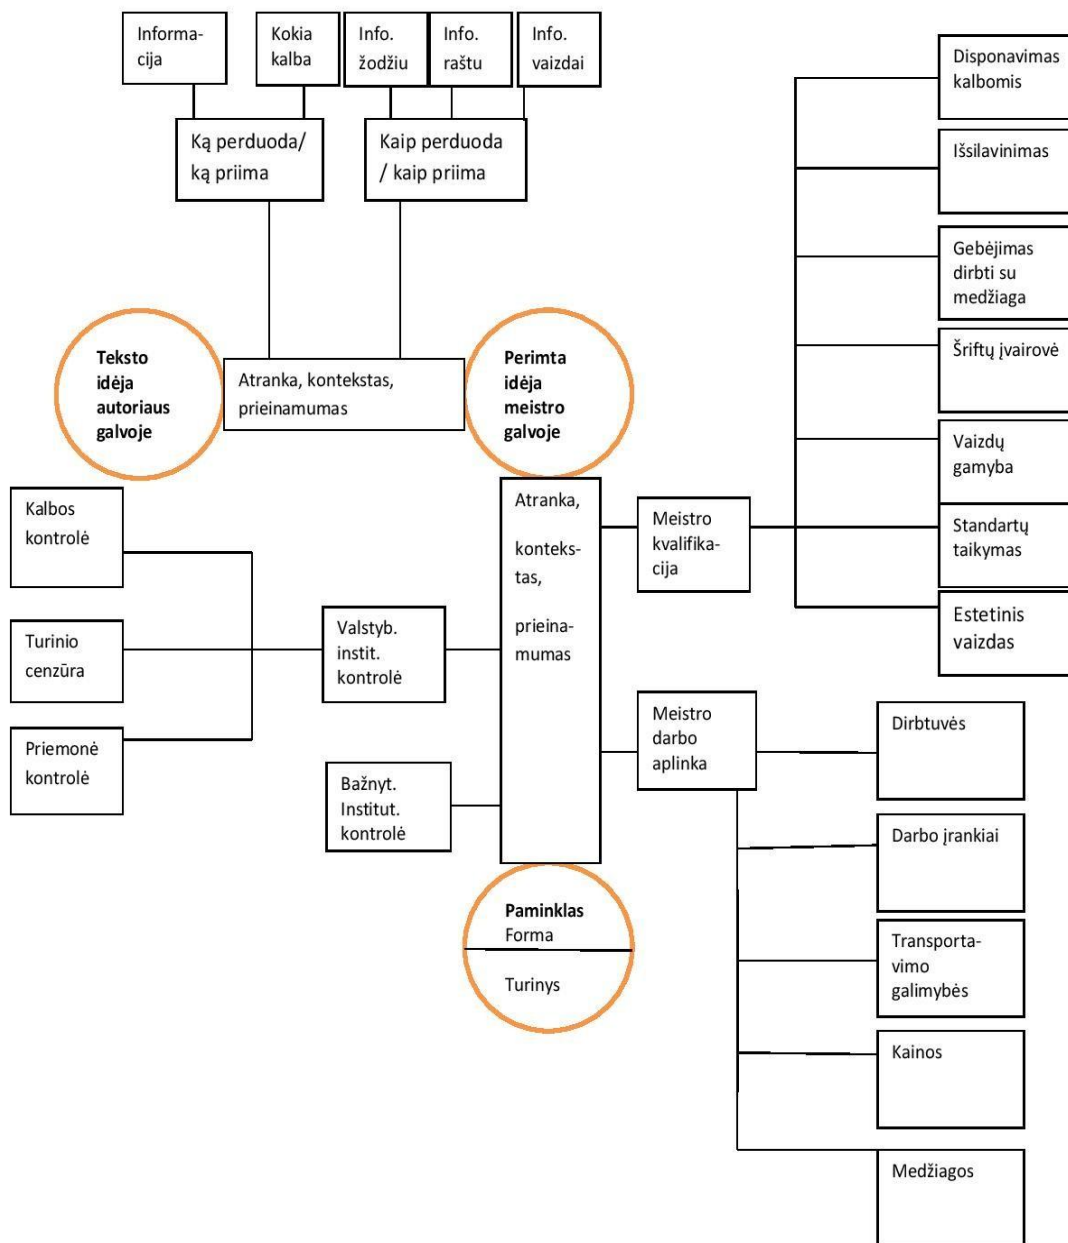 Informa-
cija
Kokia
kalba
Info.
žodžiu
Info.
raštu
Info.
vaizdai
Ką perduoda/
ką priima
Kaip perduoda
/ kaip priima
Teksto
idėja
autoriaus
galvoje
Atranka, kontekstas,
prieinamumas
Perimta
idėja
meistro
galvoje
Disponavimas
kalbomis
Išsilavinimas
Gebėjimas
dirbti su
medžiaga
Šriftų įvairovė
Vaizdų
gamyba
Standartų
taikymas
Estetinis
vaizdas
Kalbos
kontrolė
Turinio
cenzūra
Priemonė
kontrolė
Valstyb.
instit.
kontrolė
Bažnyt.
Institut.
kontrolė
Atranka,
konteks-
tas,
prieina-
mumas
Meistro
kvalifika-
cija
Meistro
darbo
aplinka
Dirbtuvės
Darbo įrankiai
Transporta-
vimo
galimybės
Kainos
Medžiagos
Paminklas
Forma
Turinys